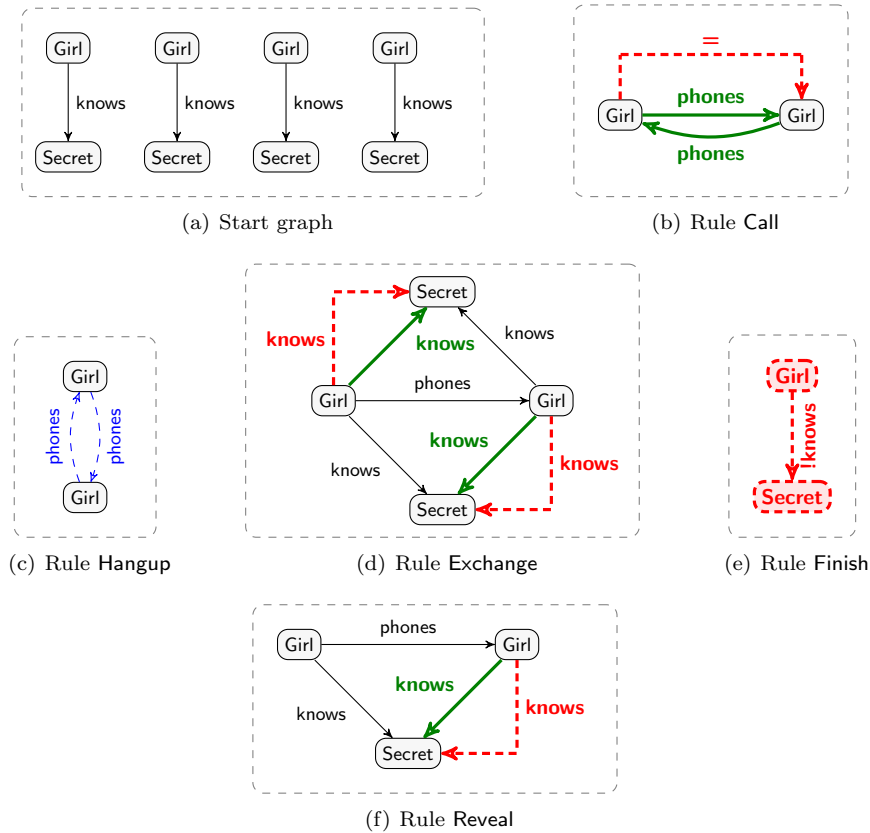 Girl Girl Girl Girl
knows knows knows knows
Secret Secret Secret Secret
(a) Start graph
=
phones
Girl Girl
phones
(b) Rule Call
Girl
phones phones
Girl
(c) Rule Hangup
Secret
knows knows knows
phones
Girl Girl
knows knows knows
Secret
(d) Rule Exchange
Girl
!knows
Secret
(e) Rule Finish
phones
Girl Girl
knows knows knows
Secret
(f) Rule Reveal